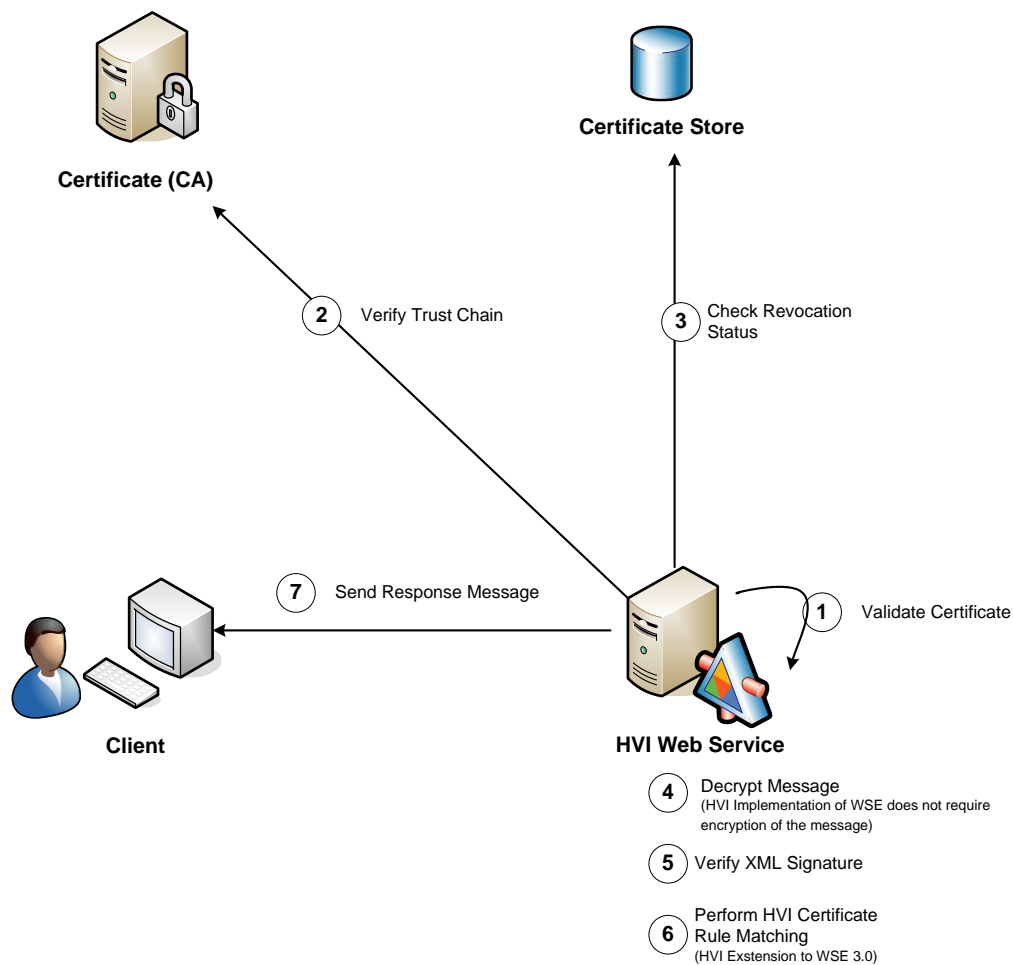 Certificate Store
Certificate (CA)
2
Verify Trust Chain
3
Check Revocation
Status
7
Send Response Message
1
Validate Certificate
Client
HVI Web Service
4
Decrypt Message
(HVI Implementation of WSE does not require
encryption of the message)
5
Verify XML Signature
6
Perform HVI Certificate
Rule Matching
(HVI Exstension to WSE 3.0)